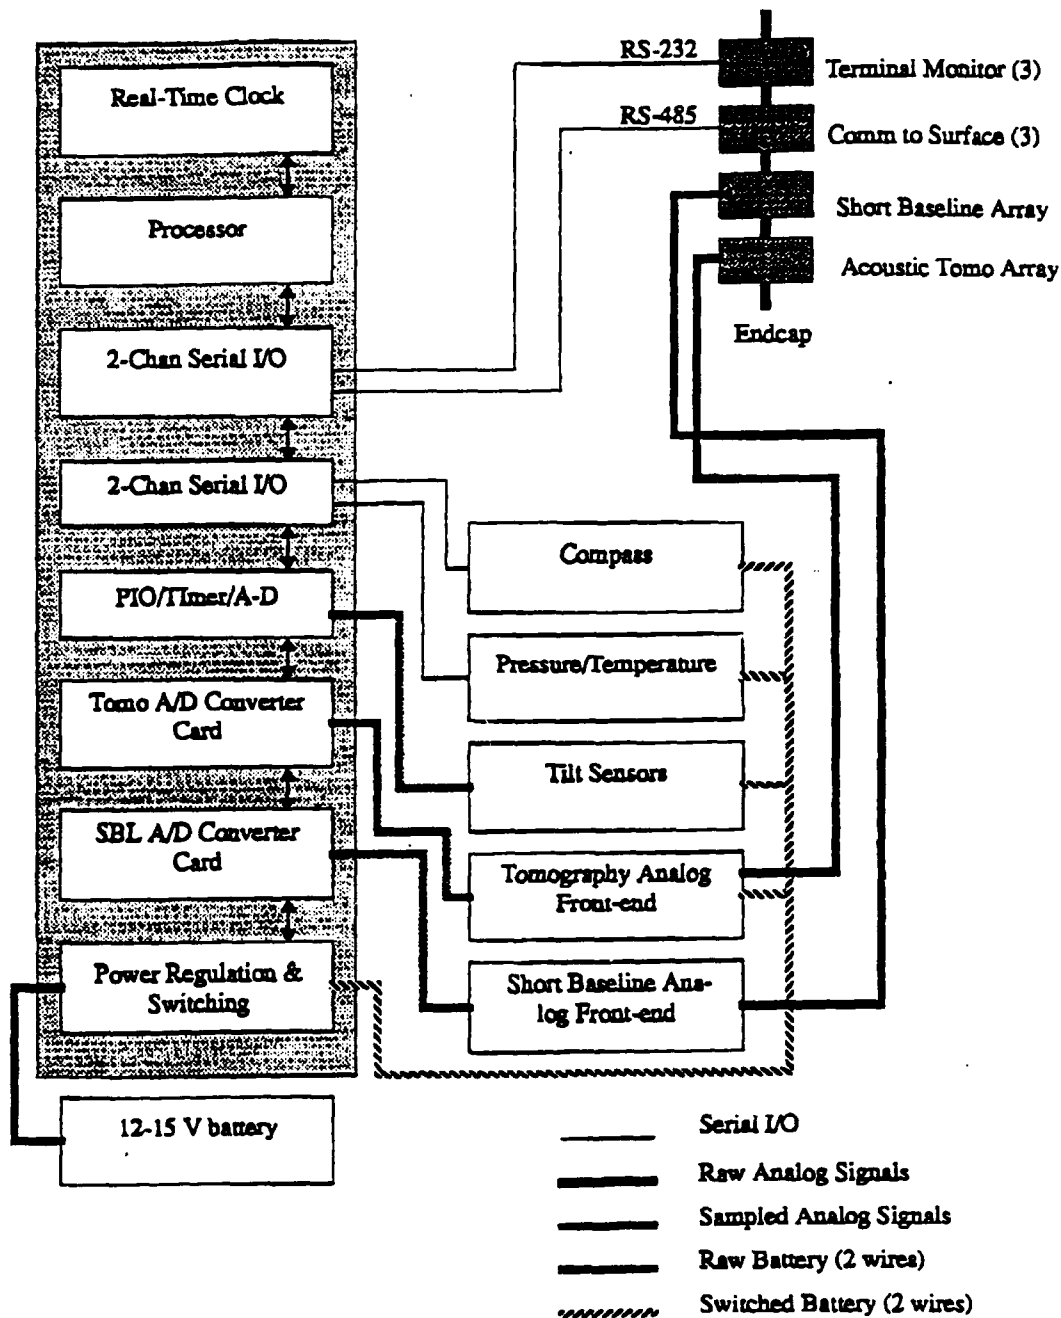 RS-232
Terminal Monitor (3)
Real-Time Clock
RS-485
Comm to Surface (3)
Short Baseline Array
Processor
Acoustic Tomo Array
Endcap
2-Chan Serial I/O
2-Chan Serial I/O
Compass
PIO/TImer/A-D
Pressure/Temperature
Tomo A/D Converter
Card
Tilt Sensors
SBL A/D Converter
Card
Tomography Analog
Front-end
Power Regulation &
Switching
Short Baseline Ana-
log Front-end
12-15 V battery
Serial I/O
Raw Analog Signals
Sampled Analog Signals
Raw Battery (2 wires)
Switched Battery (2 wires)